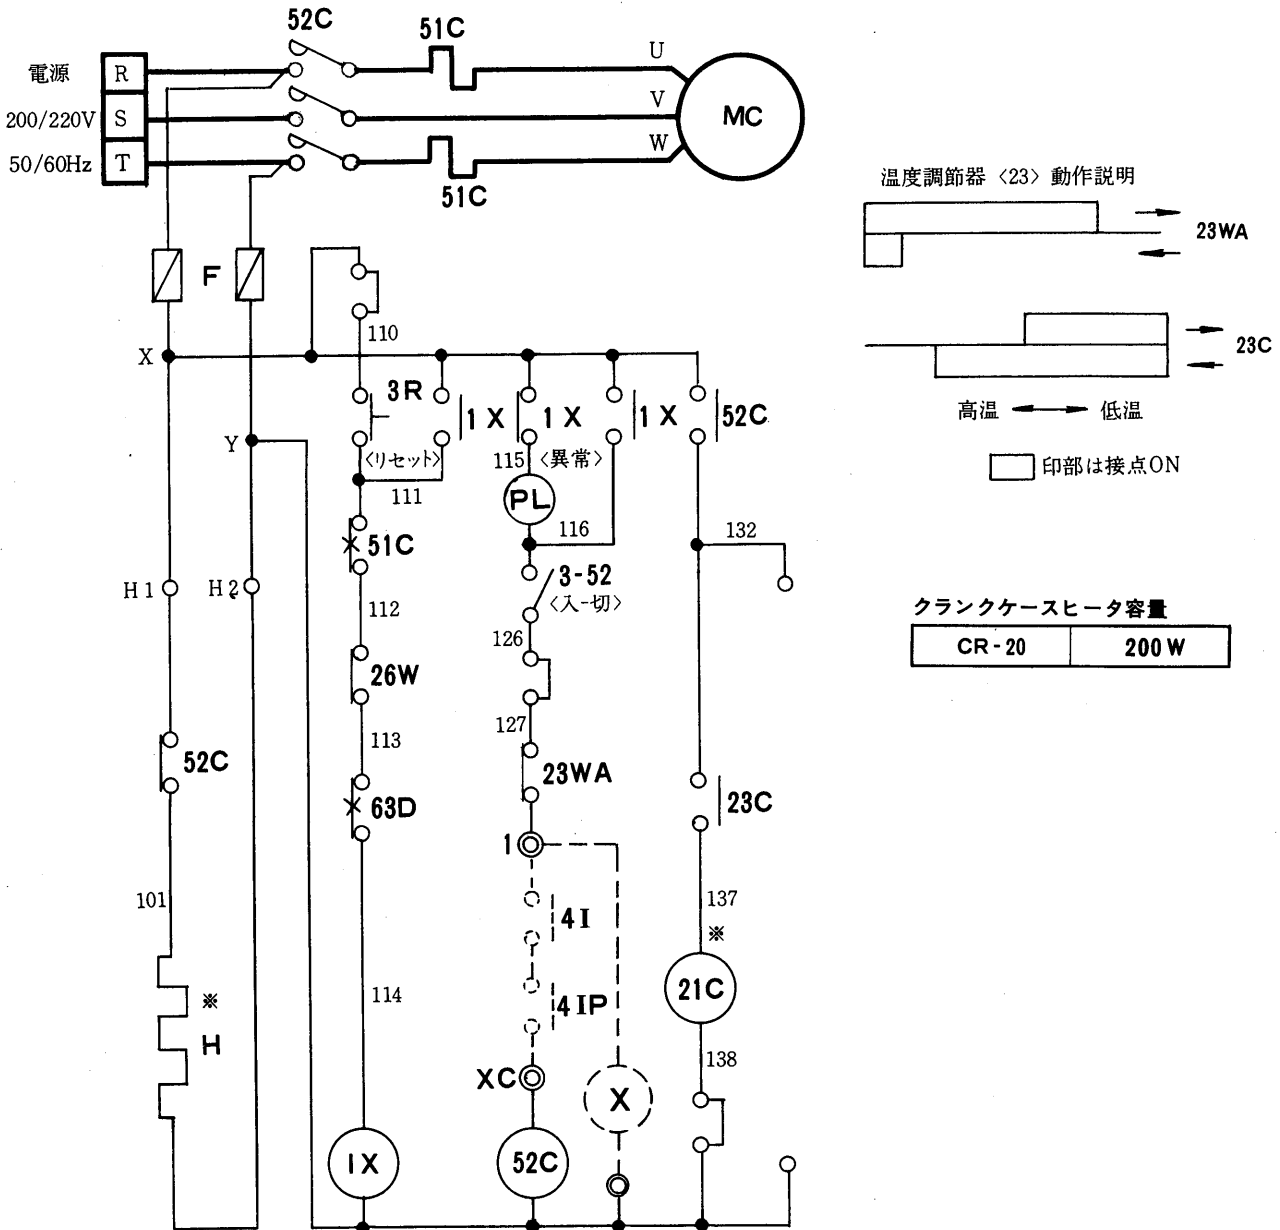 52C
51C
電源
R
U
200/220V
S
V
MC
50/60Hz
T
W
51C
温度調節器〈23〉動作説明
23WA
F
110
X
23C
3R
1X
1X
1X
52C
高温 ←→ 低温
Y
〈リセット〉
115
〈異常〉
印部は接点ON
111
PL
116
132
51C
3-52
〈入-切〉
H1
H2
112
126
クランクケースヒータ容量
CR-20
200W
26W
127
113
52C
23WA
63D
23C
1
101
4I
137
※
114
※
21C
4IP
H
138
XC
X
1X
52C